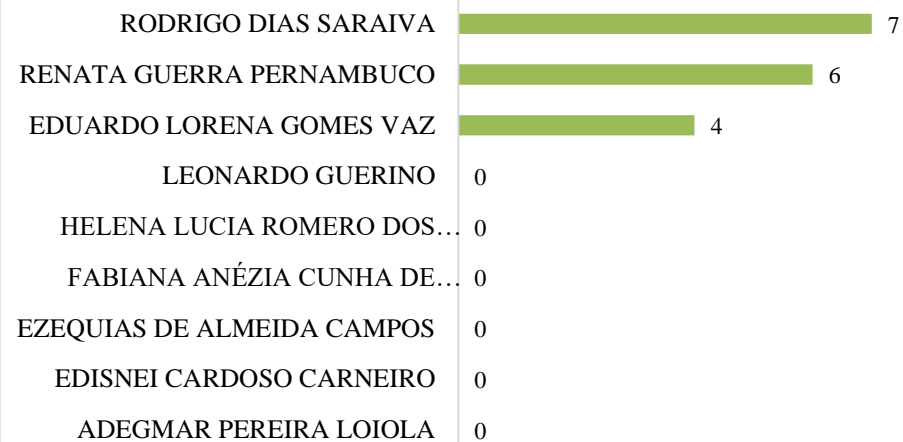 RODRIGO DIAS SARAIVA 7
RENATA GUERRA PERNAMBUCO 6
EDUARDO LORENA GOMES VAZ 4
LEONARDO GUERINO 0
HELENA LUCIA ROMERO DOS… 0
FABIANA ANÉZIA CUNHA DE… 0
EZEQUIAS DE ALMEIDA CAMPOS 0
EDISNEI CARDOSO CARNEIRO 0
ADEGMAR PEREIRA LOIOLA 0